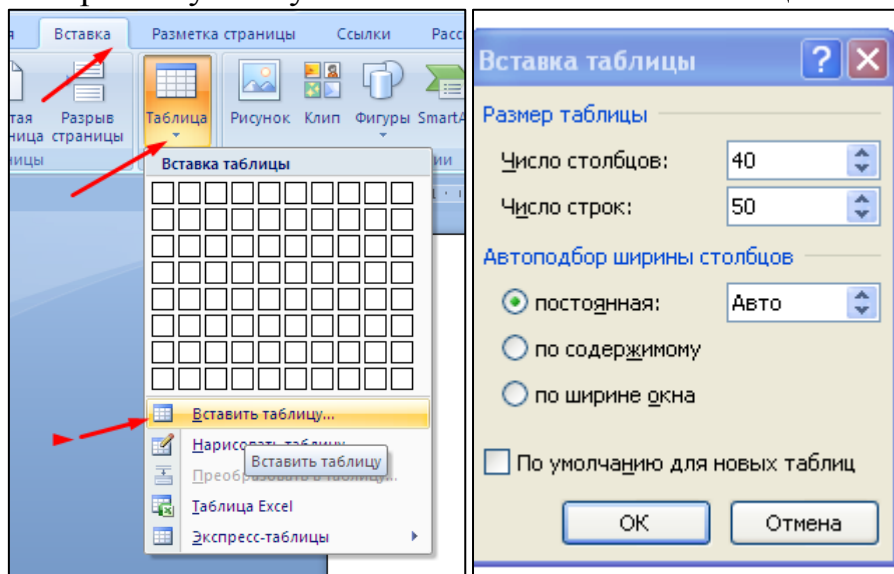 Вставка Разметка страницы Ссылки
Разрыв страницы
Таблица
Рисунок Клип Фигуры
Вставка таблицы
Вставить таблицу...
Вставить таблицу
Таблица Excel
Экспресс-таблицы
Вставка таблицы
Размер таблицы
Число столбцов: 40
Число строк: 50
Автоподбор ширины столбцов
постоянная: Авто
по содержимому
по ширине окна
По умолчанию для новых таблиц
ОК Отмена